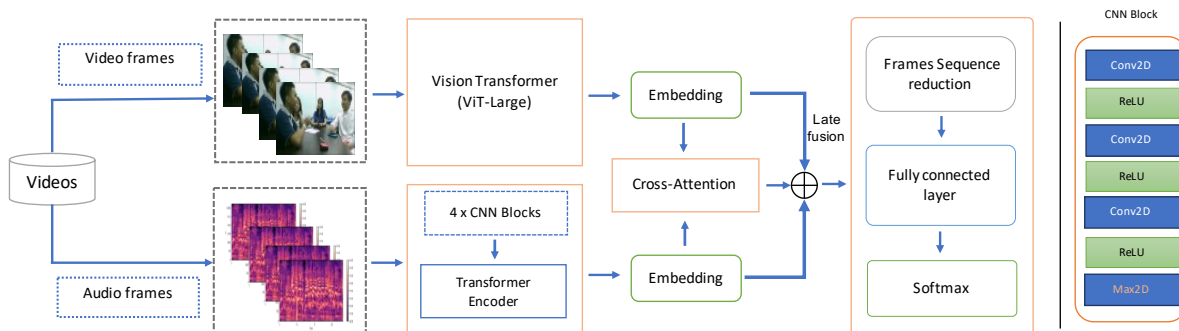 Video frames
Videos
Audio frames
Vision Transformer
(ViT-Large)
4 x CNN Blocks
Transformer
Encoder
Embedding
Cross-Attention
Embedding
Late
fusion
Frames Sequence
reduction
Fully connected
layer
Softmax
CNN Block
Conv2D
ReLU
Conv2D
ReLU
Conv2D
ReLU
Max2D